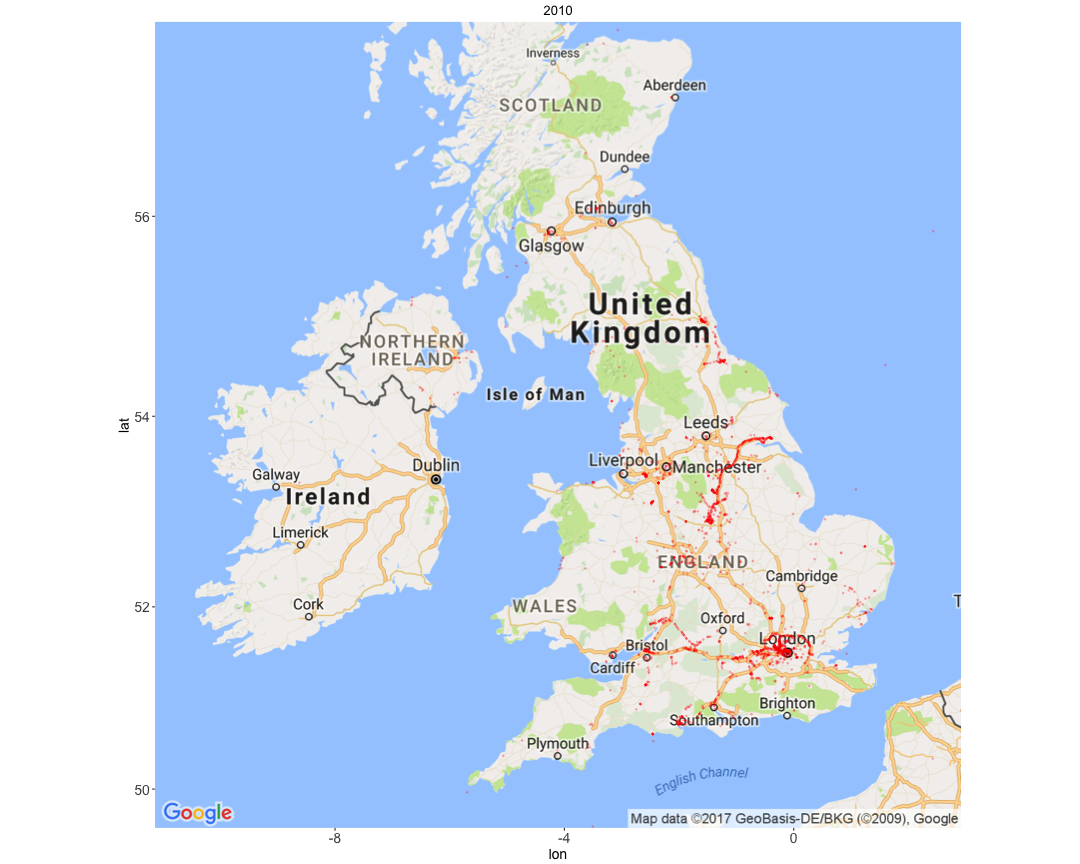 2010
Inverness
Aberdeen
SCOTLAND
Dundee
56
Edinburgh
Glasgow
United
Kingdom
NORTHERN
IRELAND
Isle of Man
lat
54
Leeds
Liverpool
Manchester
Galway
Dublin
Ireland
Limerick
ENGLAND
Cambridge
Cork
52
WALES
T
Oxford
London
Bristol
Cardiff
Brighton
Southampton
Plymouth
English Channel
50
Google
Map data ©2017 GeoBasis-DE/BKG (©2009), Google
-8
-4
0
lon